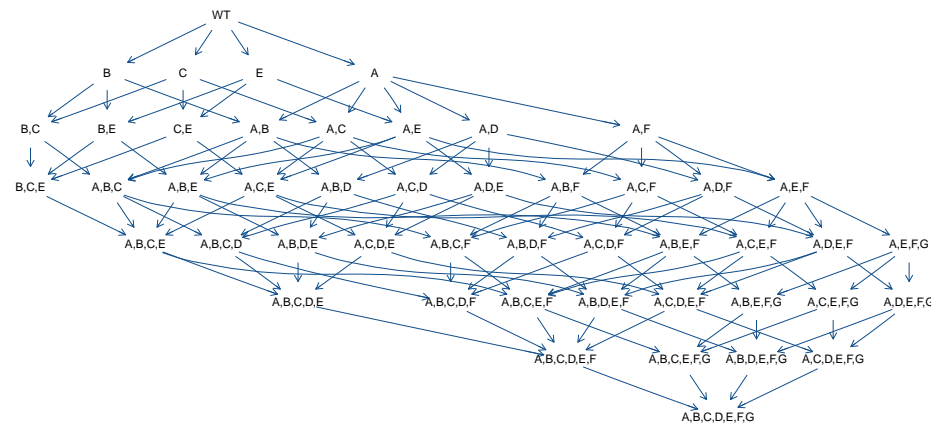 WT
B C E A
B,C B,E C,E A,B A,C A,E A,D A,F
B,C,E A,B,C A,B,E A,C,E A,B,D A,C,D A,D,E A,B,F A,C,F A,D,F A,E,F
A,B,C,E A,B,C,D A,B,D,E A,C,D,E A,B,C,F A,B,D,F A,C,D,F A,B,E,F A,C,E,F A,D,E,F A,E,F,G
A,B,C,D,E A,B,C,D,F A,B,C,E,F A,B,D,E,F A,C,D,E,F A,B,E,F,G A,C,E,F,G A,D,E,F,G
A,B,C,D,E,F A,B,C,E,F,G A,B,D,E,F,G A,C,D,E,F,G
A,B,C,D,E,F,G